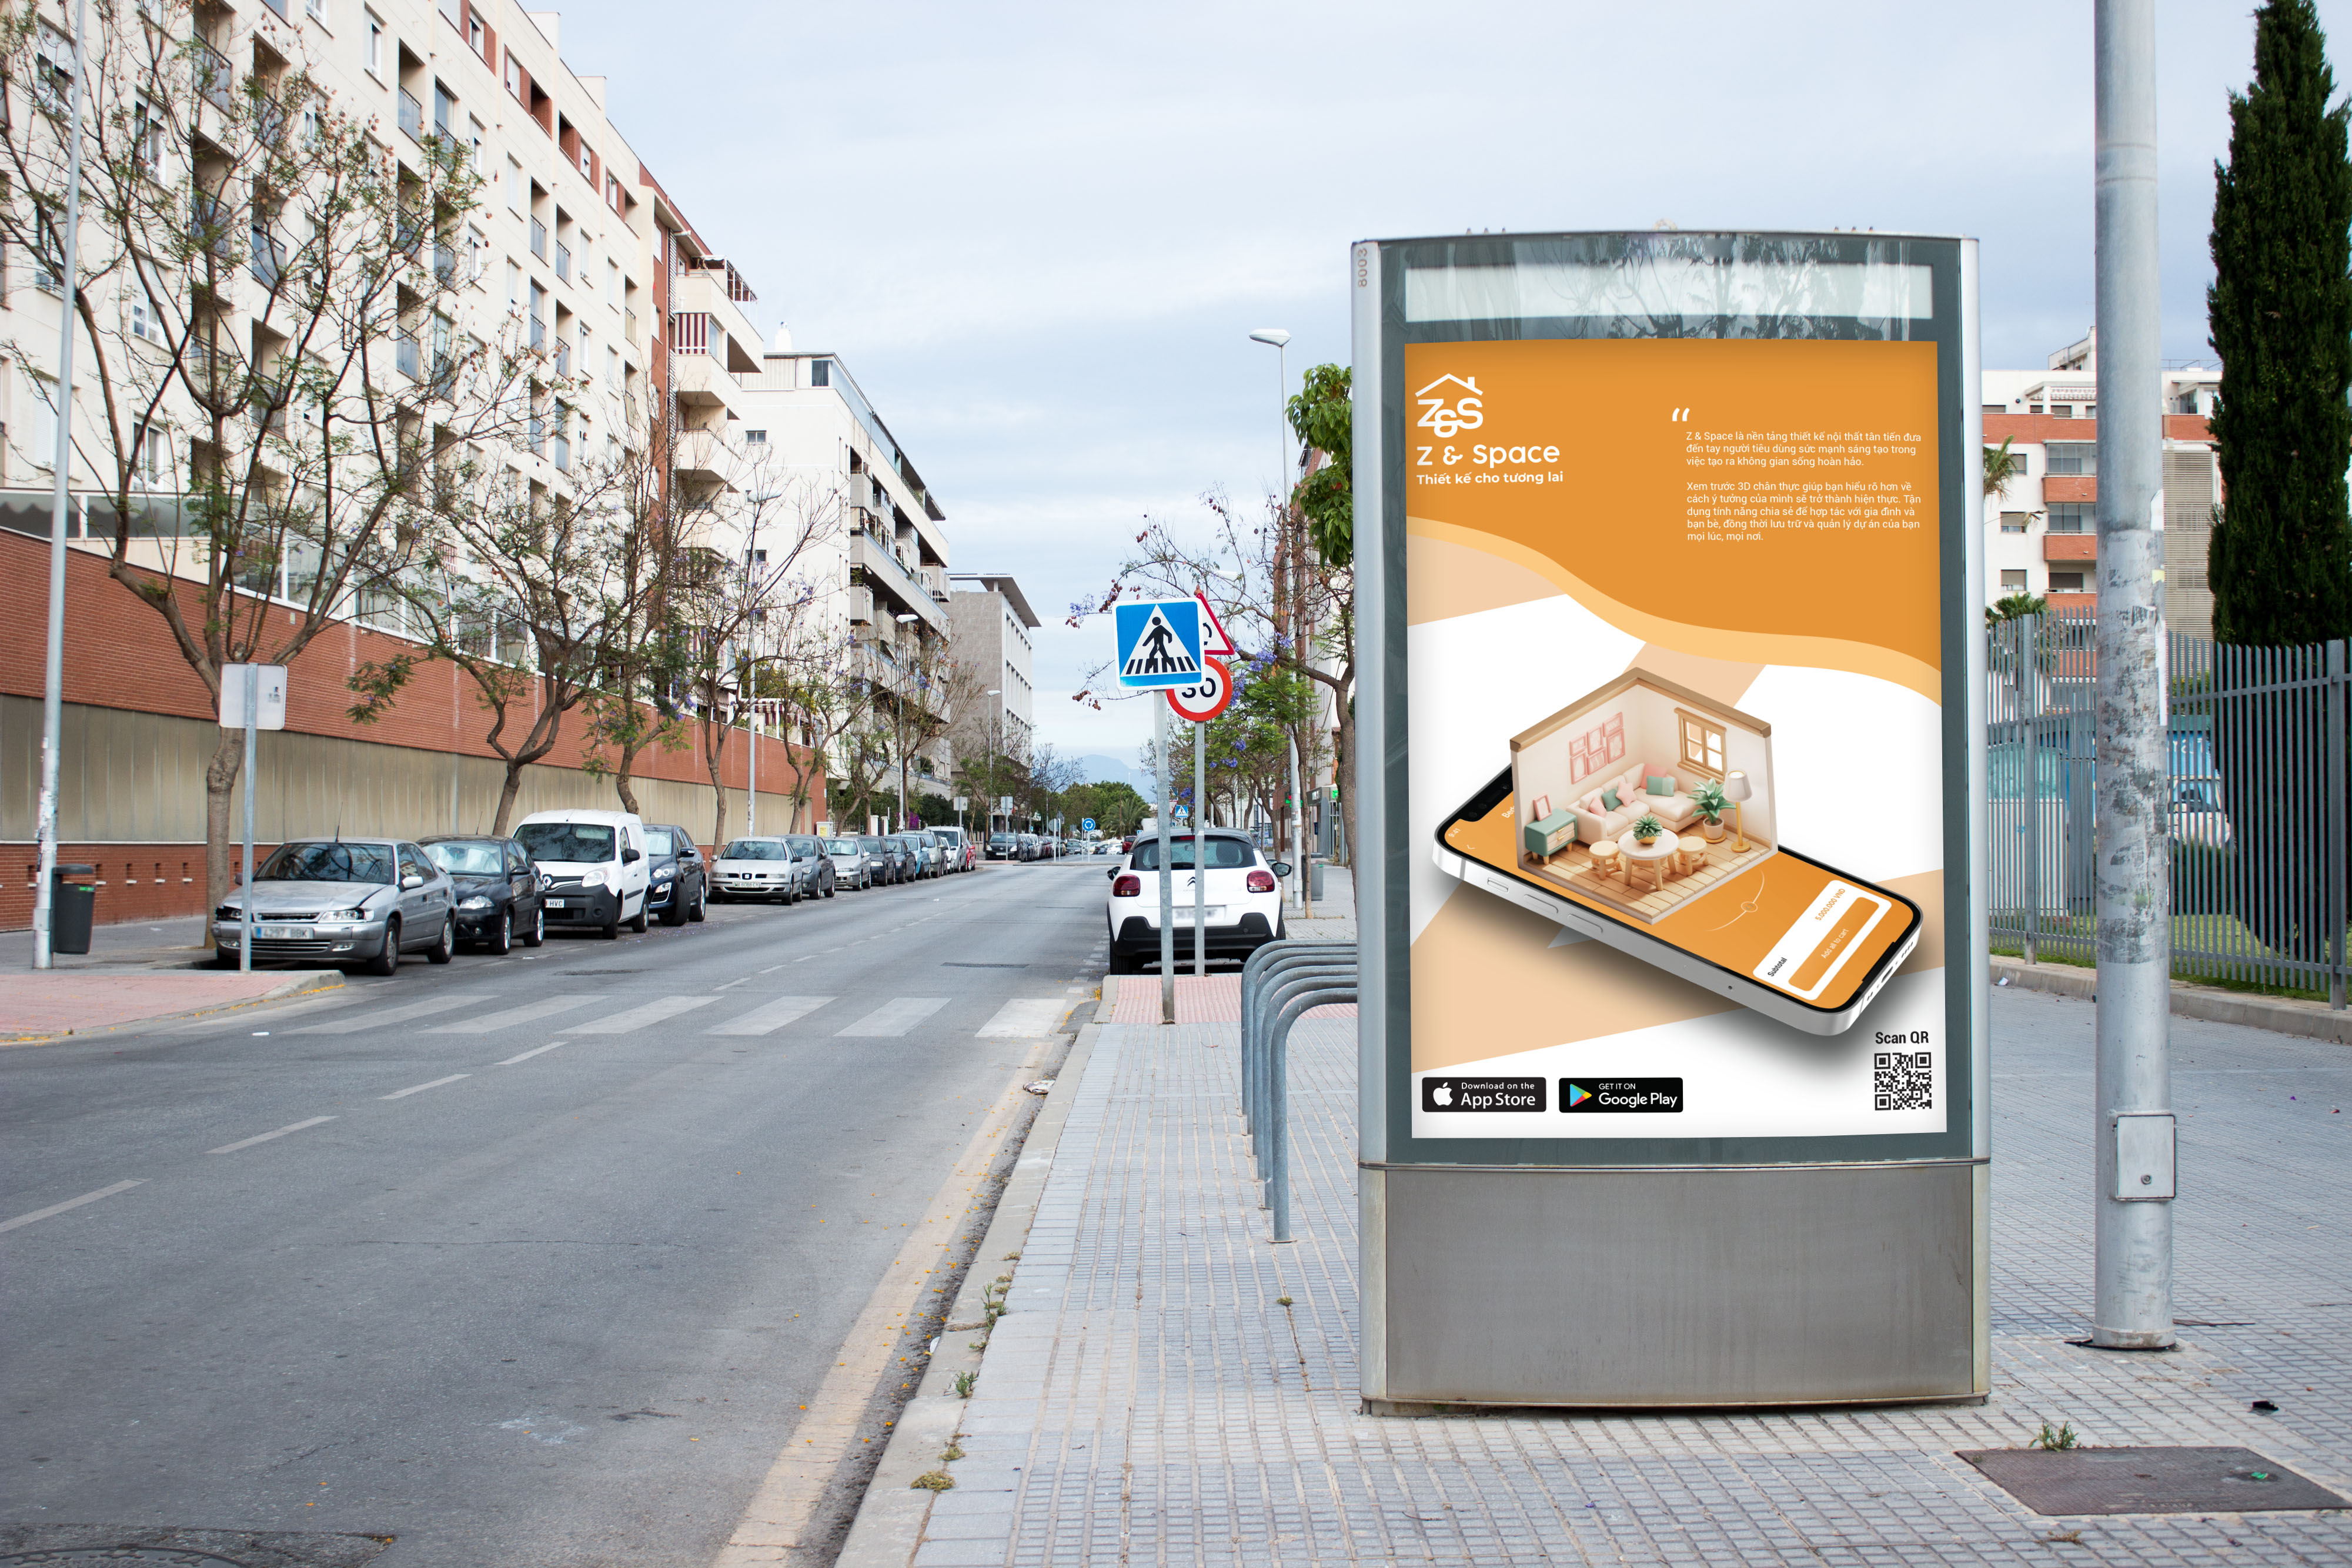 8003
Z&S
Z & Space
Thiết kế cho tương lai
“
Z & Space là nền tảng thiết kế nội thất tân tiến đưa
đến tay người tiêu dùng sức mạnh sáng tạo trong
việc tạo ra không gian sống hoàn hảo.
Xem trước 3D chân thực giúp bạn hiểu rõ hơn về
cách ý tưởng của mình sẽ trở thành hiện thực. Tận
dụng tính năng chia sẻ để hợp tác với gia đình và
bạn bè, đồng thời lưu trữ và quản lý dự án của bạn
mọi lúc, mọi nơi.
30
9:41
Subtotal
5.000.000 VND
Add all to cart
Scan QR
Download on the
App Store
GET IT ON
Google Play